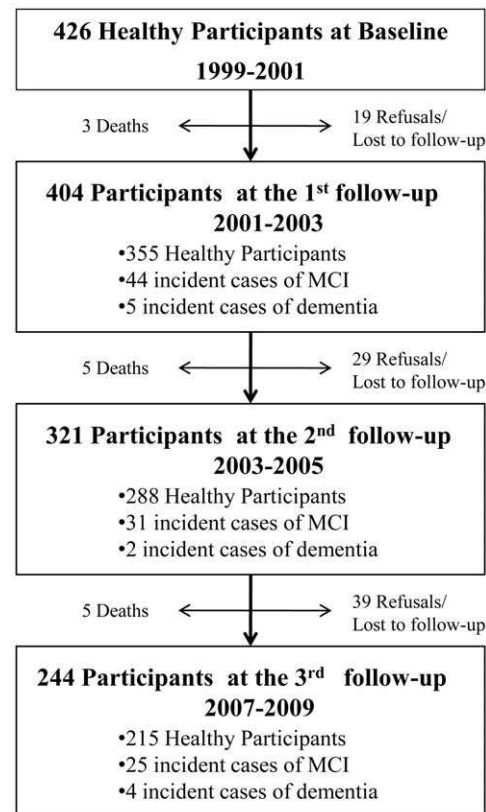 426 Healthy Participants at Baseline
1999-2001
3 Deaths
19 Refusals/
Lost to follow-up
404 Participants at the 1st follow-up
2001-2003
•355 Healthy Participants
•44 incident cases of MCI
•5 incident cases of dementia
5 Deaths
29 Refusals/
Lost to follow-up
321 Participants at the 2nd follow-up
2003-2005
•288 Healthy Participants
•31 incident cases of MCI
•2 incident cases of dementia
5 Deaths
39 Refusals/
Lost to follow-up
244 Participants at the 3rd follow-up
2007-2009
•215 Healthy Participants
•25 incident cases of MCI
•4 incident cases of dementia